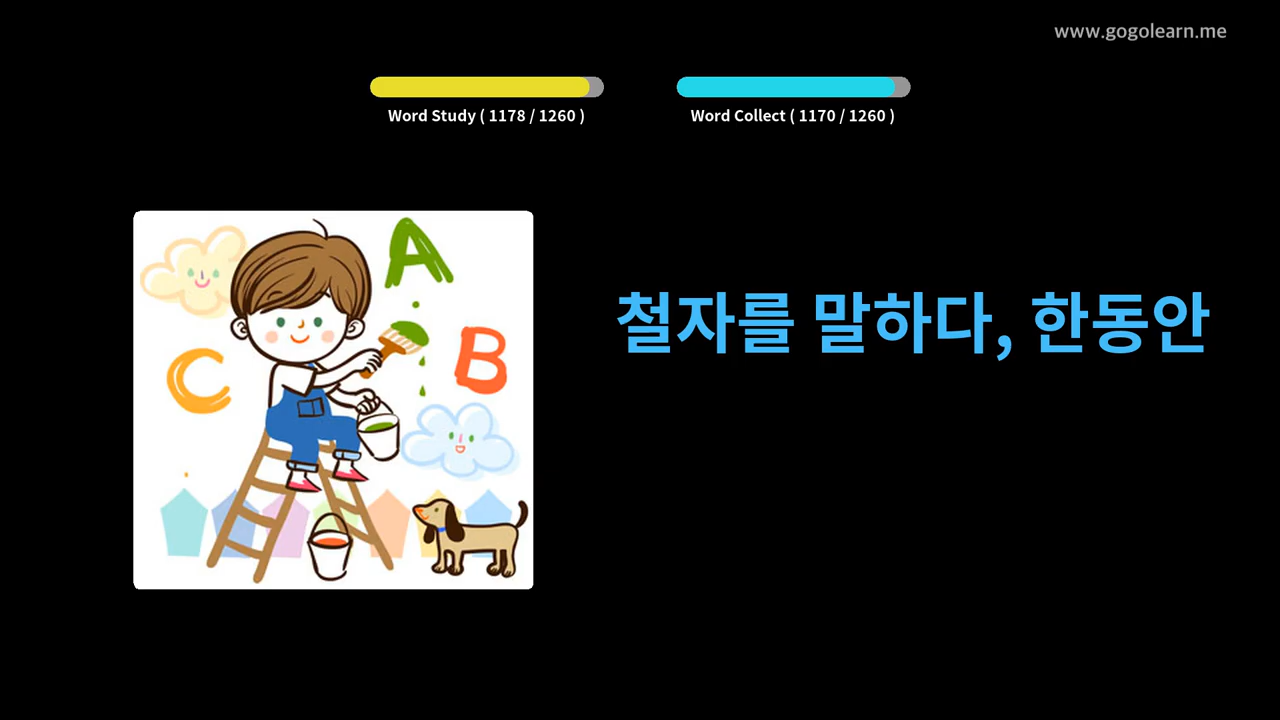 www.gogolearn.me
Word Study ( 1178 / 1260 )
Word Collect ( 1170 / 1260 )
A
B
C
철자를 말하다, 한동안